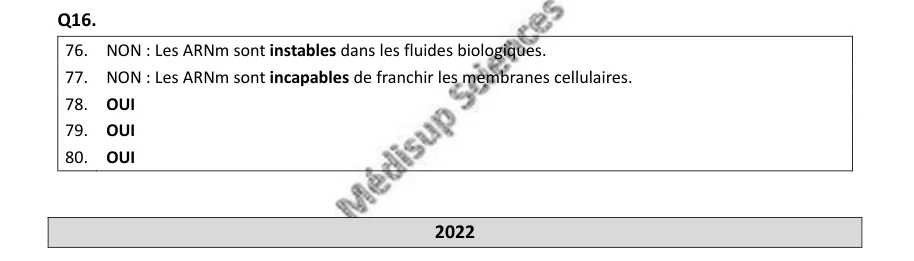 Q16.
76. NON : Les ARNm sont instables dans les fluides biologiques.
77. NON : Les ARNm sont incapables de franchir les membranes cellulaires.
78. OUI
79. OUI
80. OUI
Médisup Sciences
2022